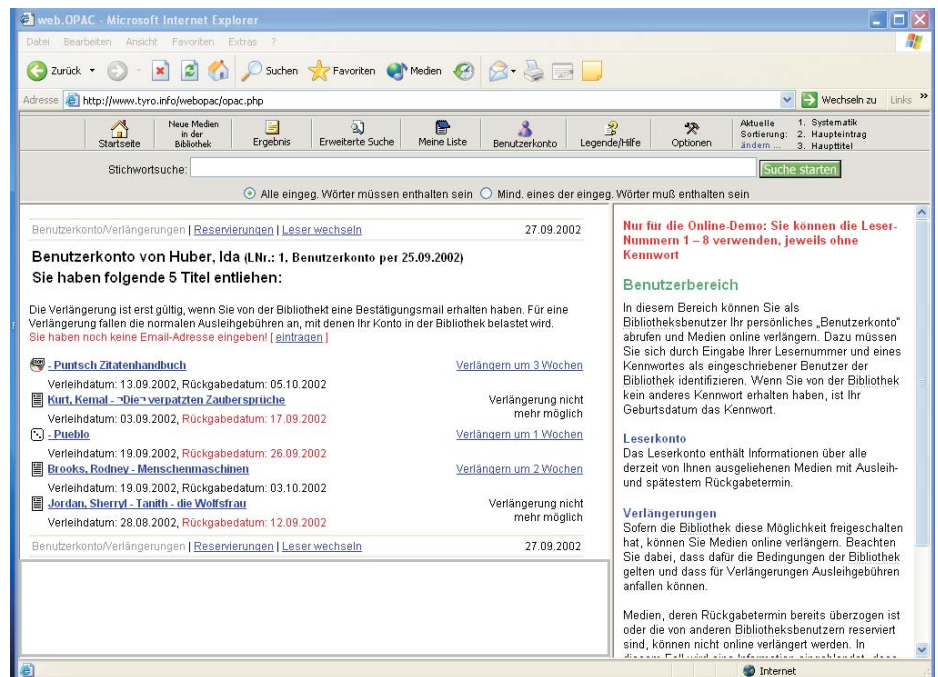 web.OPAC - Microsoft Internet Explorer
Datei Bearbeiten Ansicht Favoriten Extras ?
Zurück Suchen Favoriten Medien
Adresse http://www.tyro.info/webopac/opac.php Wechseln zu Links »
Startseite
Neue Medien
in der
Bibliothek
Ergebnis
Erweiterte Suche
Meine Liste
Benutzerkonto
Legende/Hilfe
Optionen
Aktuelle 1. Systematik
Sortierung: 2. Haupteintrag
ändern ... 3. Haupttitel
Stichwortsuche: Suche starten
Alle eingeg. Wörter müssen enthalten sein Mind. eines der eingeg. Wörter muß enthalten sein
Benutzerkonto/Verlängerungen | Reservierungen | Leser wechseln 27.09.2002
Benutzerkonto von Huber, Ida (LNr.: 1, Benutzerkonto per 25.09.2002)
Sie haben folgende 5 Titel entliehen:
Die Verlängerung ist erst gültig, wenn Sie von der Bibliothekt eine Bestätigungsmail erhalten haben. Für eine
Verlängerung fallen die normalen Ausleihgebühren an, mit denen Ihr Konto in der Bibliothek belastet wird.
Sie haben noch keine Email-Adresse eingeben! [ eintragen ]
- Puntsch Zitatenhandbuch Verlängern um 3 Wochen
Verleihdatum: 13.09.2002, Rückgabedatum: 05.10.2002
Kurt, Kemal - ¬Die¬ verpatzten Zaubersprüche Verlängerung nicht
mehr möglich
Verleihdatum: 03.09.2002, Rückgabedatum: 17.09.2002
- Pueblo Verlängern um 1 Wochen
Verleihdatum: 19.09.2002, Rückgabedatum: 26.09.2002
Brooks, Rodney - Menschenmaschinen Verlängern um 2 Wochen
Verleihdatum: 19.09.2002, Rückgabedatum: 03.10.2002
Jordan, Sherryl - Tanith - die Wolfsfrau Verlängerung nicht
mehr möglich
Verleihdatum: 28.08.2002, Rückgabedatum: 12.09.2002
Benutzerkonto/Verlängerungen | Reservierungen | Leser wechseln 27.09.2002
Nur für die Online-Demo: Sie können die Leser-
Nummern 1 – 8 verwenden, jeweils ohne
Kennwort
Benutzerbereich
In diesem Bereich können Sie als
Bibliotheksbenutzer Ihr persönliches „Benutzerkonto“
abrufen und Medien online verlängern. Dazu müssen
Sie sich durch Eingabe Ihrer Lesernummer und eines
Kennwortes als eingeschriebener Benutzer der
Bibliothek identifizieren. Wenn Sie von der Bibliothek
kein anderes Kennwort erhalten haben, ist Ihr
Geburtsdatum das Kennwort.
Leserkonto
Das Leserkonto enthält Informationen über alle
derzeit von Ihnen ausgeliehenen Medien mit Ausleih-
und spätestem Rückgabetermin.
Verlängerungen
Sofern die Bibliothek diese Möglichkeit freigeschalten
hat, können Sie Medien online verlängern. Beachten
Sie dabei, dass dafür die Bedingungen der Bibliothek
gelten und dass für Verlängerungen Ausleihgebühren
anfallen können.
Medien, deren Rückgabetermin bereits überzogen ist
oder die von anderen Bibliotheksbenutzern reserviert
sind, können nicht online verlängert werden. In
Internet